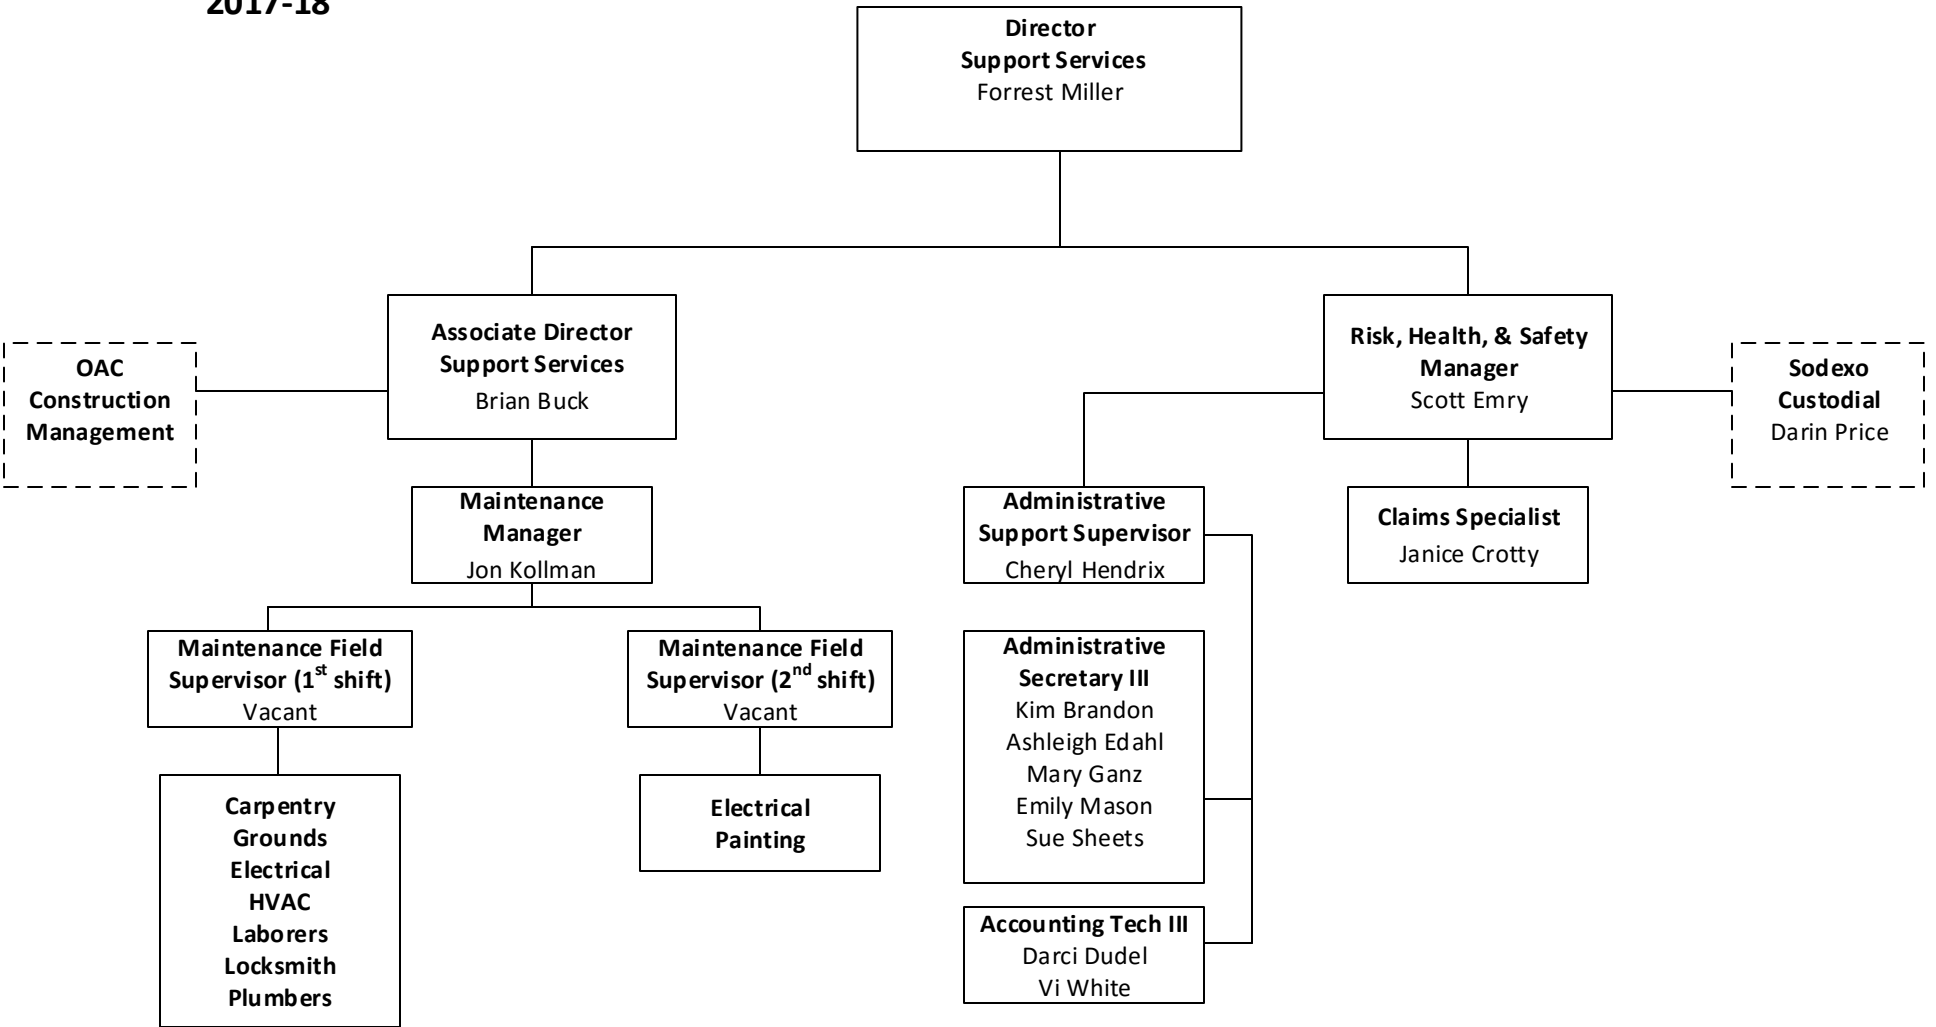 2017-18
Director
Support Services
Forrest Miller
Associate Director
Support Services
Brian Buck
Risk, Health, & Safety
Manager
Scott Emry
OAC
Construction
Management
Sodexo
Custodial
Darin Price
Maintenance
Manager
Jon Kollman
Administrative
Support Supervisor
Cheryl Hendrix
Claims Specialist
Janice Crotty
Maintenance Field
Supervisor (1st shift)
Vacant
Maintenance Field
Supervisor (2nd shift)
Vacant
Administrative
Secretary III
Kim Brandon
Ashleigh Edahl
Mary Ganz
Emily Mason
Sue Sheets
Carpentry
Grounds
Electrical
HVAC
Laborers
Locksmith
Plumbers
Electrical
Painting
Accounting Tech III
Darci Dudel
Vi White